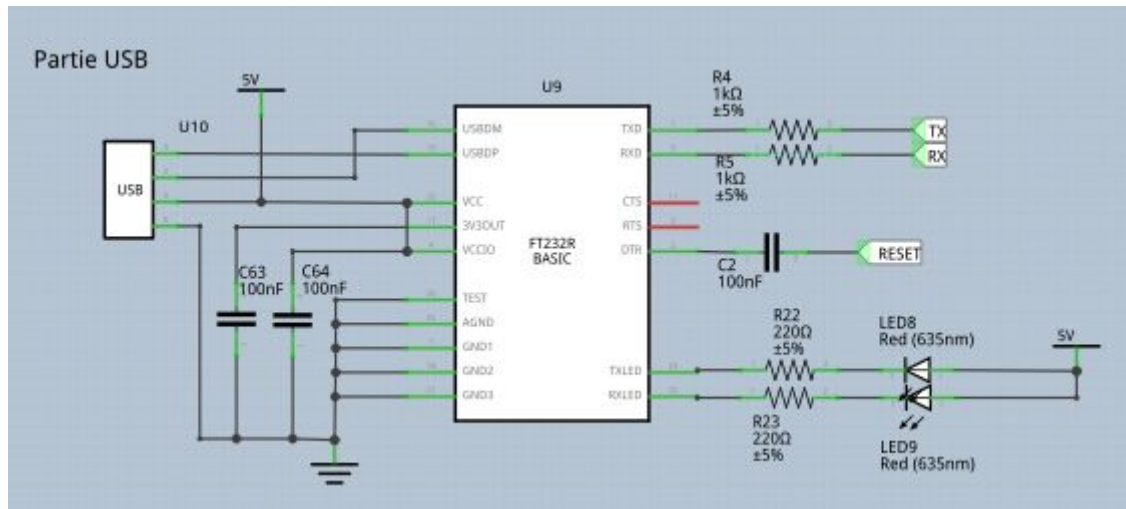 Partie USB
5V
U10
USB
C63
100nF
C64
100nF
U9
USBDM
USBDP
VCC
3V3OUT
VCCIO
TEST
AGND
GND1
GND2
GND3
FT232R
BASIC
TXD
RXD
CTS
RTS
DTR
TXLED
RXLED
R4
1kΩ
±5%
R5
1kΩ
±5%
TX
RX
C2
100nF
RESET
R22
220Ω
±5%
R23
220Ω
±5%
LED8
Red (635nm)
LED9
Red (635nm)
5V